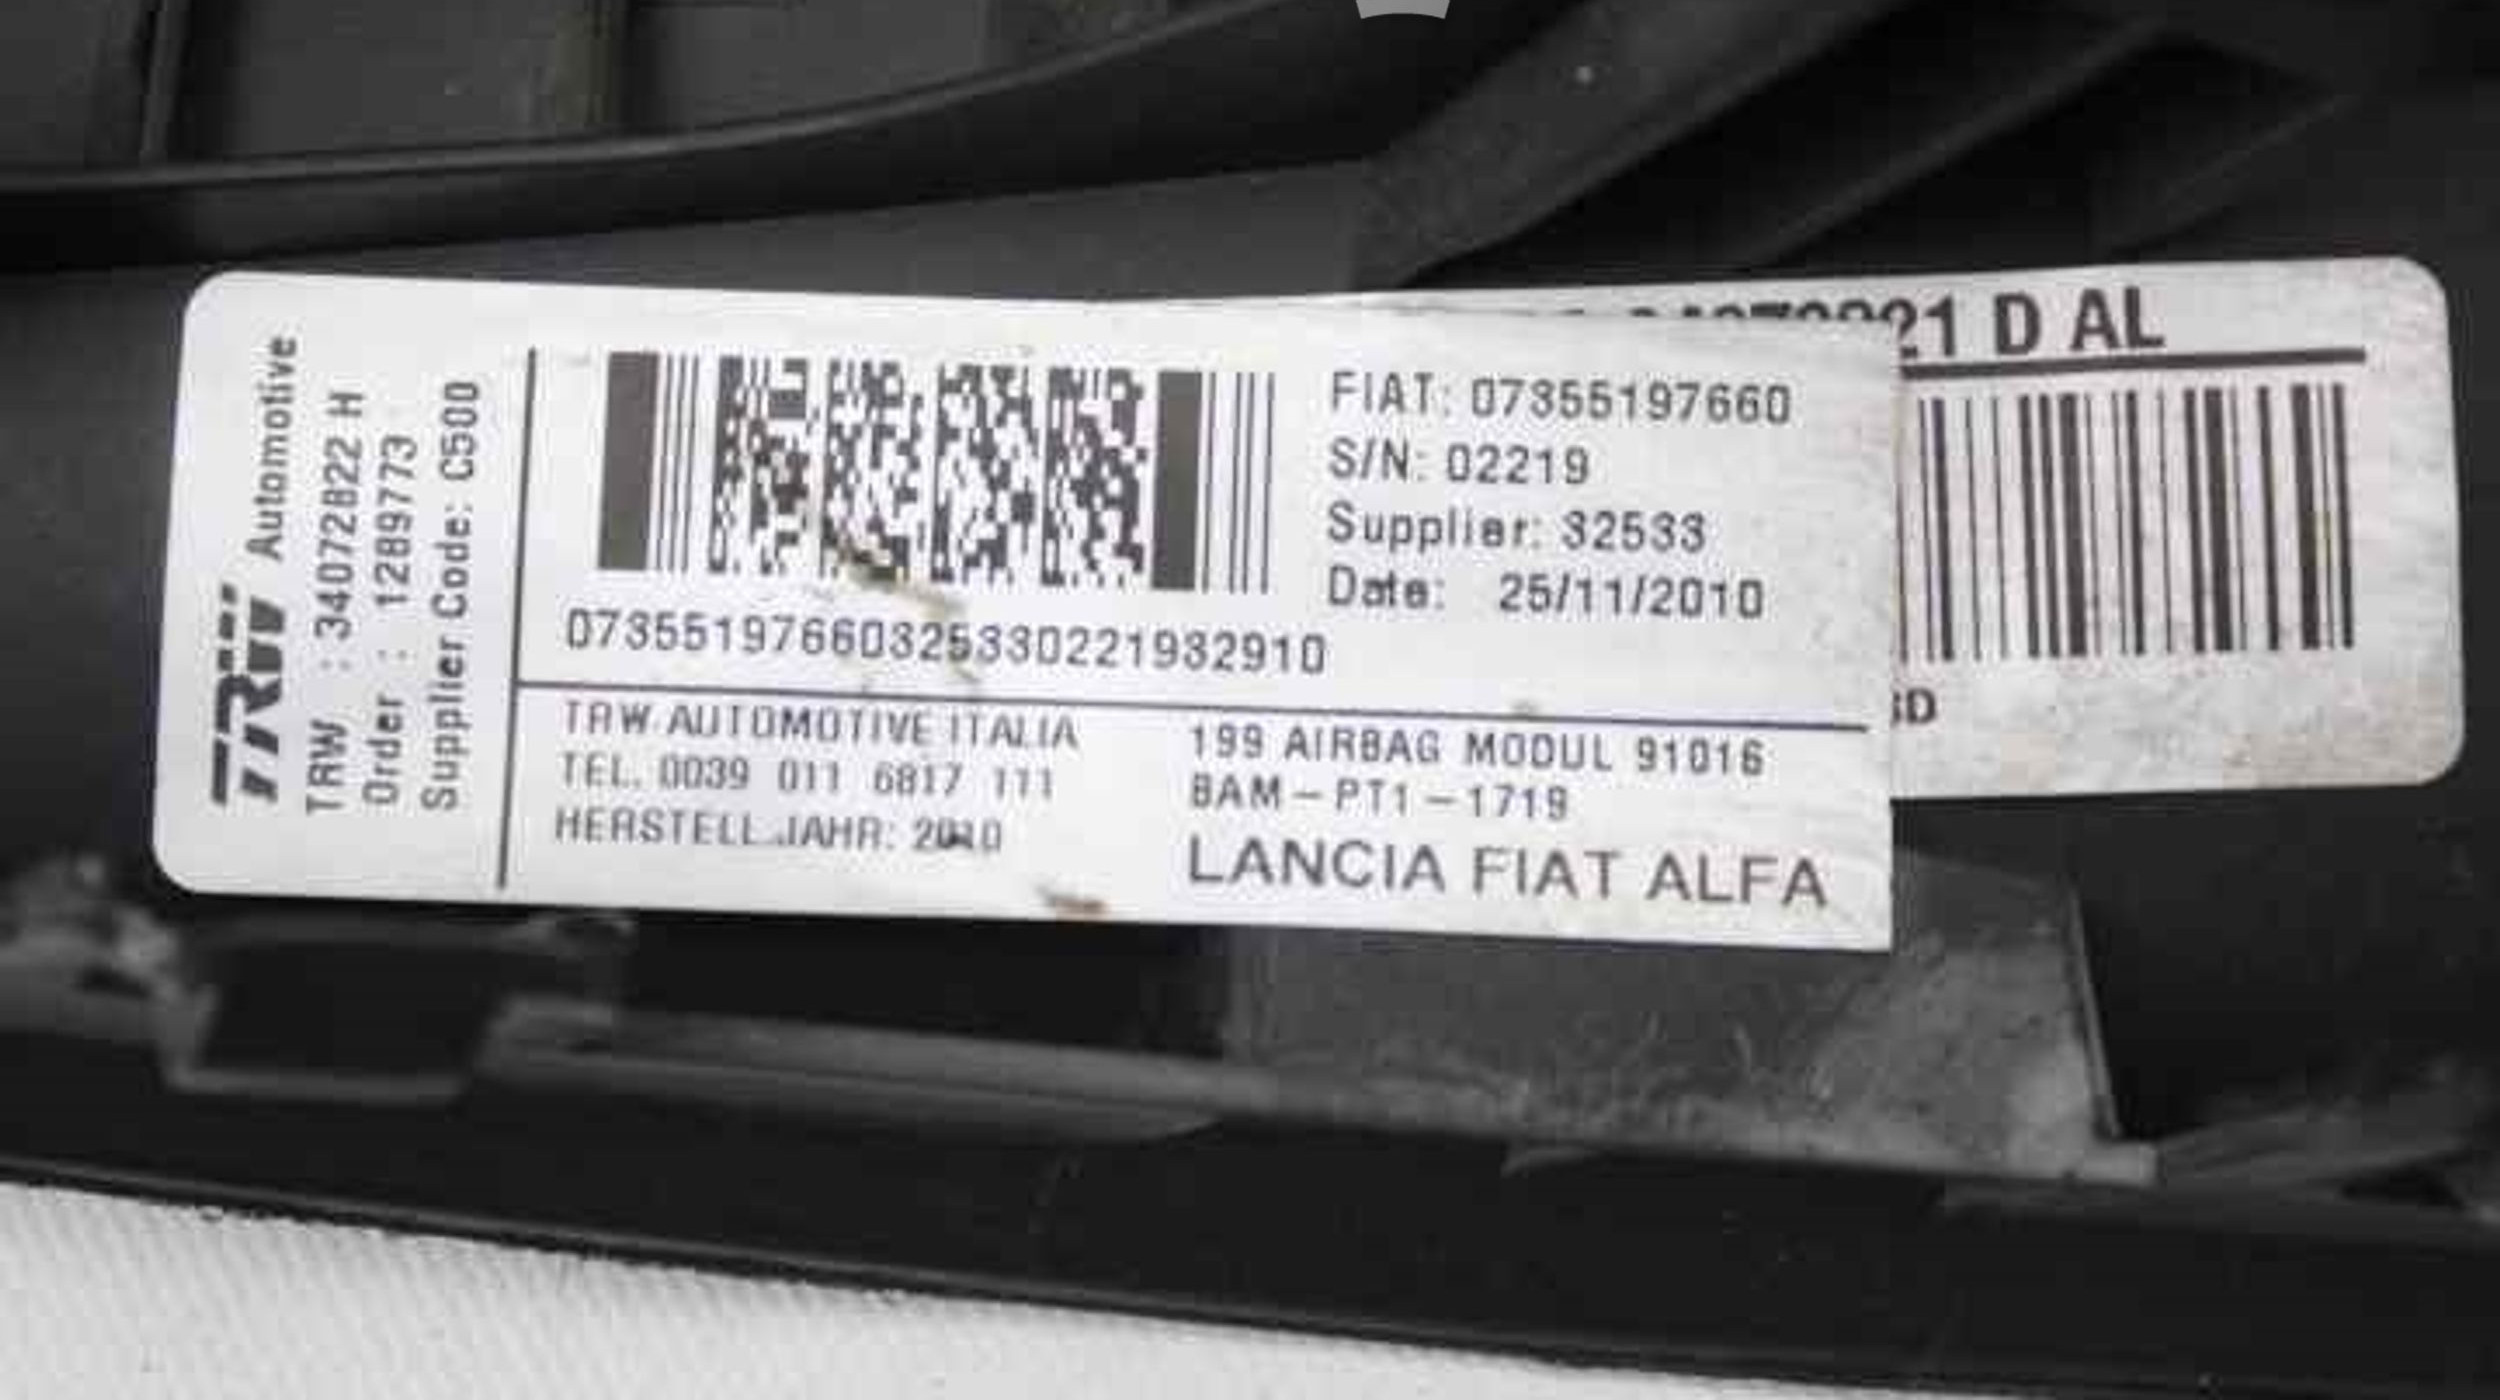 TRW Automotive
TRW : 34072822 H
Order : 1289773
Supplier Code: C500
FIAT: 07355197660
S/N: 02219
Supplier: 32533
Date: 25/11/2010
07355197660325330221932910
TRW AUTOMOTIVE ITALIA
TEL. 0039 011 6817 111
HERSTELL.JAHR: 2010
199 AIRBAG MODUL 91016
BAM-PT1-1719
LANCIA FIAT ALFA
21 D AL